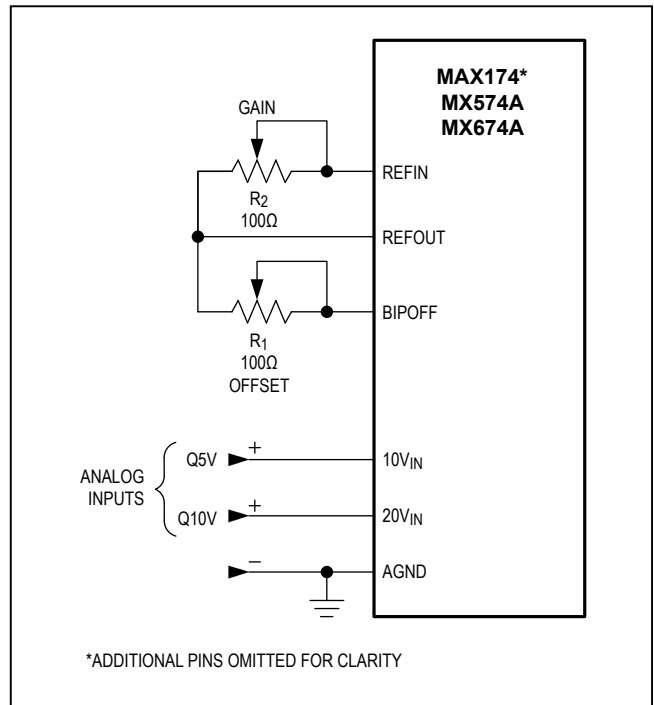 MAX174*
MX574A
MX674A
GAIN
REFIN
R2
100Ω
REFOUT
BIPOFF
R1
100Ω
OFFSET
ANALOG
INPUTS
Q5V
+
10VIN
Q10V
+
20VIN
−
AGND
*ADDITIONAL PINS OMITTED FOR CLARITY